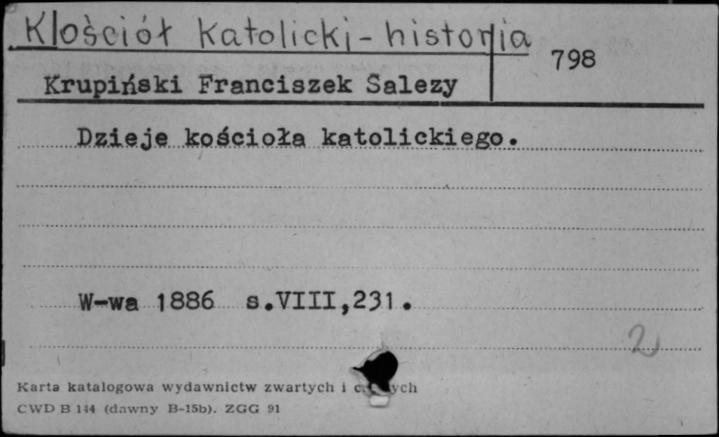 Kłościół Katolicki - historia
798
Krupiński Franciszek Salezy
Dzieje kościoła katolickiego.
W-wa 1886 s.VIII,231.
2
Karta katalogowa wydawnictw zwartych i
CWD B 144 (dawny B-15b). ZGG 91